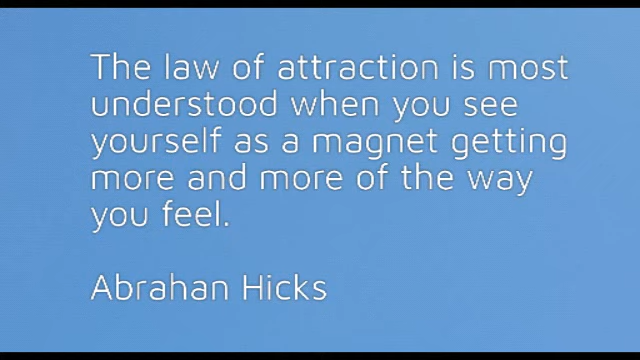 The law of attraction is most
understood when you see
yourself as a magnet getting
more and more of the way
you feel.
Abrahan Hicks